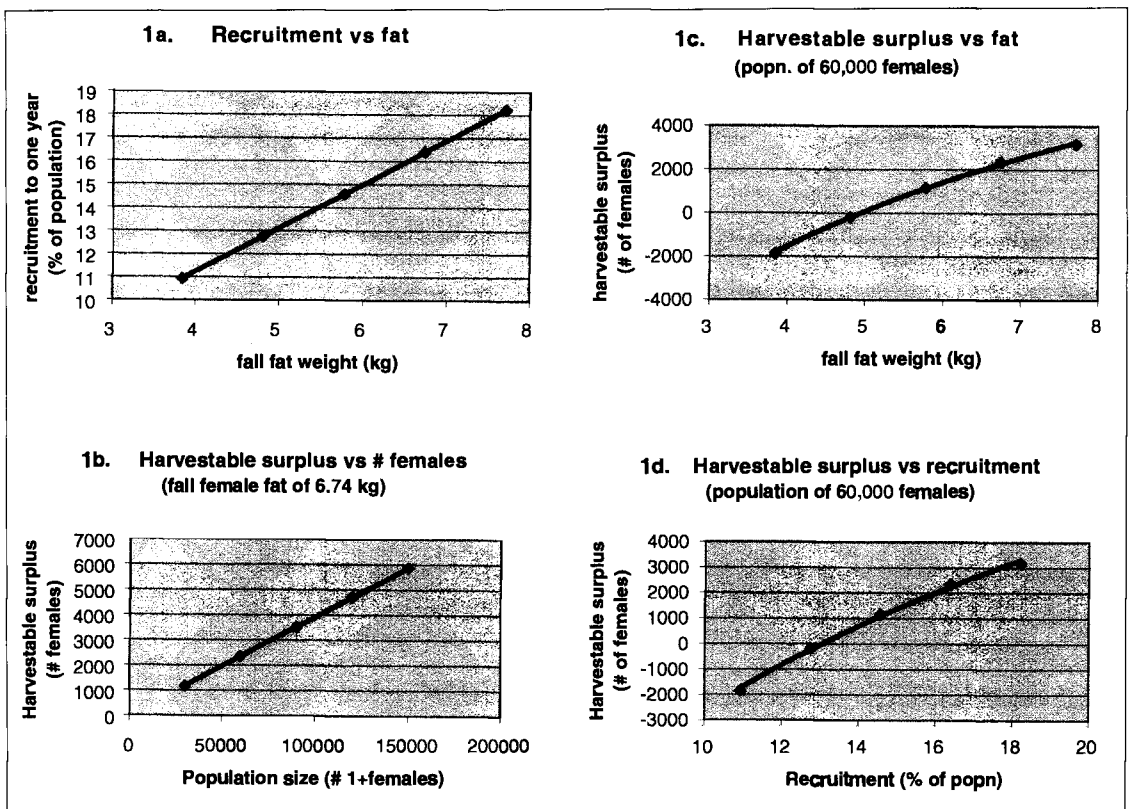 1a. Recruitment vs fat
recruitment to one year
(% of population)
19
18
17
16
15
14
13
12
11
10
3 4 5 6 7 8
fall fat weight (kg)
1c. Harvestable surplus vs fat
(popn. of 60,000 females)
harvestable surplus
(# of females)
4000
2000
0
-2000
-4000
3 4 5 6 7 8
fall fat weight (kg)
1b. Harvestable surplus vs # females
(fall female fat of 6.74 kg)
Harvestable surplus
(# females)
7000
6000
5000
4000
3000
2000
1000
0
0 50000 100000 150000 200000
Population size (# 1+females)
1d. Harvestable surplus vs recruitment
(population of 60,000 females)
Harvestable surplus
(# of females)
4000
3000
2000
1000
0
-1000
-2000
-3000
10 12 14 16 18 20
Recruitment (% of popn)